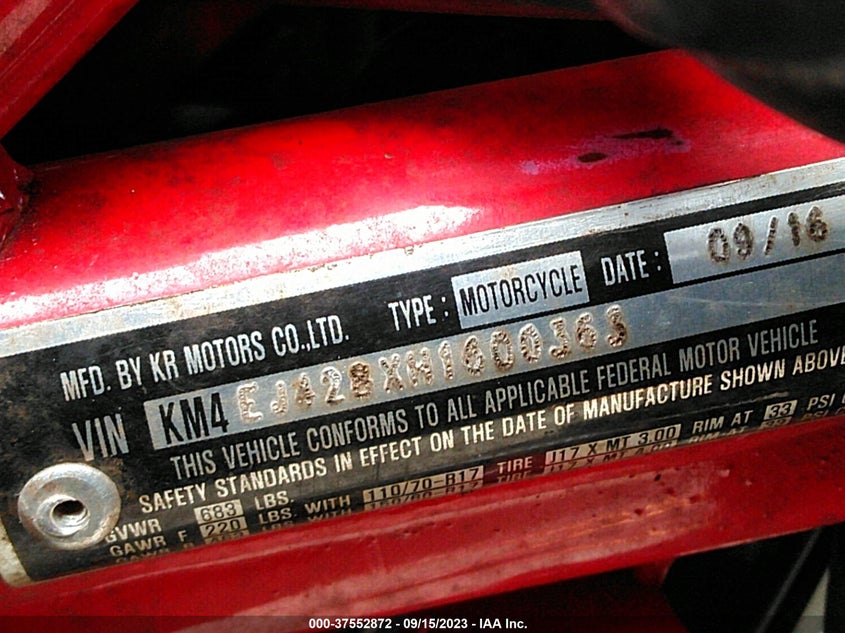 MFD. BY KR MOTORS CO.,LTD. TYPE : MOTORCYCLE DATE : 09/16
VIN KM4EJ428XH1600363
THIS VEHICLE CONFORMS TO ALL APPLICABLE FEDERAL MOTOR VEHICLE
SAFETY STANDARDS IN EFFECT ON THE DATE OF MANUFACTURE SHOWN ABOVE
GVWR 683 LBS.
GAWR F 220 LBS. WITH 110/70-R17 TIRE J17 X MT 3.00 RIM AT 33 PSI
000-37552872 - 09/15/2023 - IAA Inc.